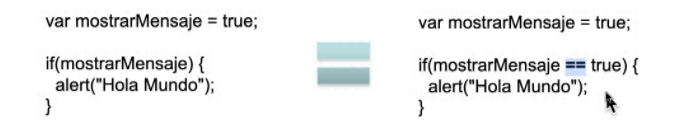 var mostrarMensaje = true;
if(mostrarMensaje) {
alert("Hola Mundo");
}
var mostrarMensaje = true;
if(mostrarMensaje == true) {
alert("Hola Mundo");
}